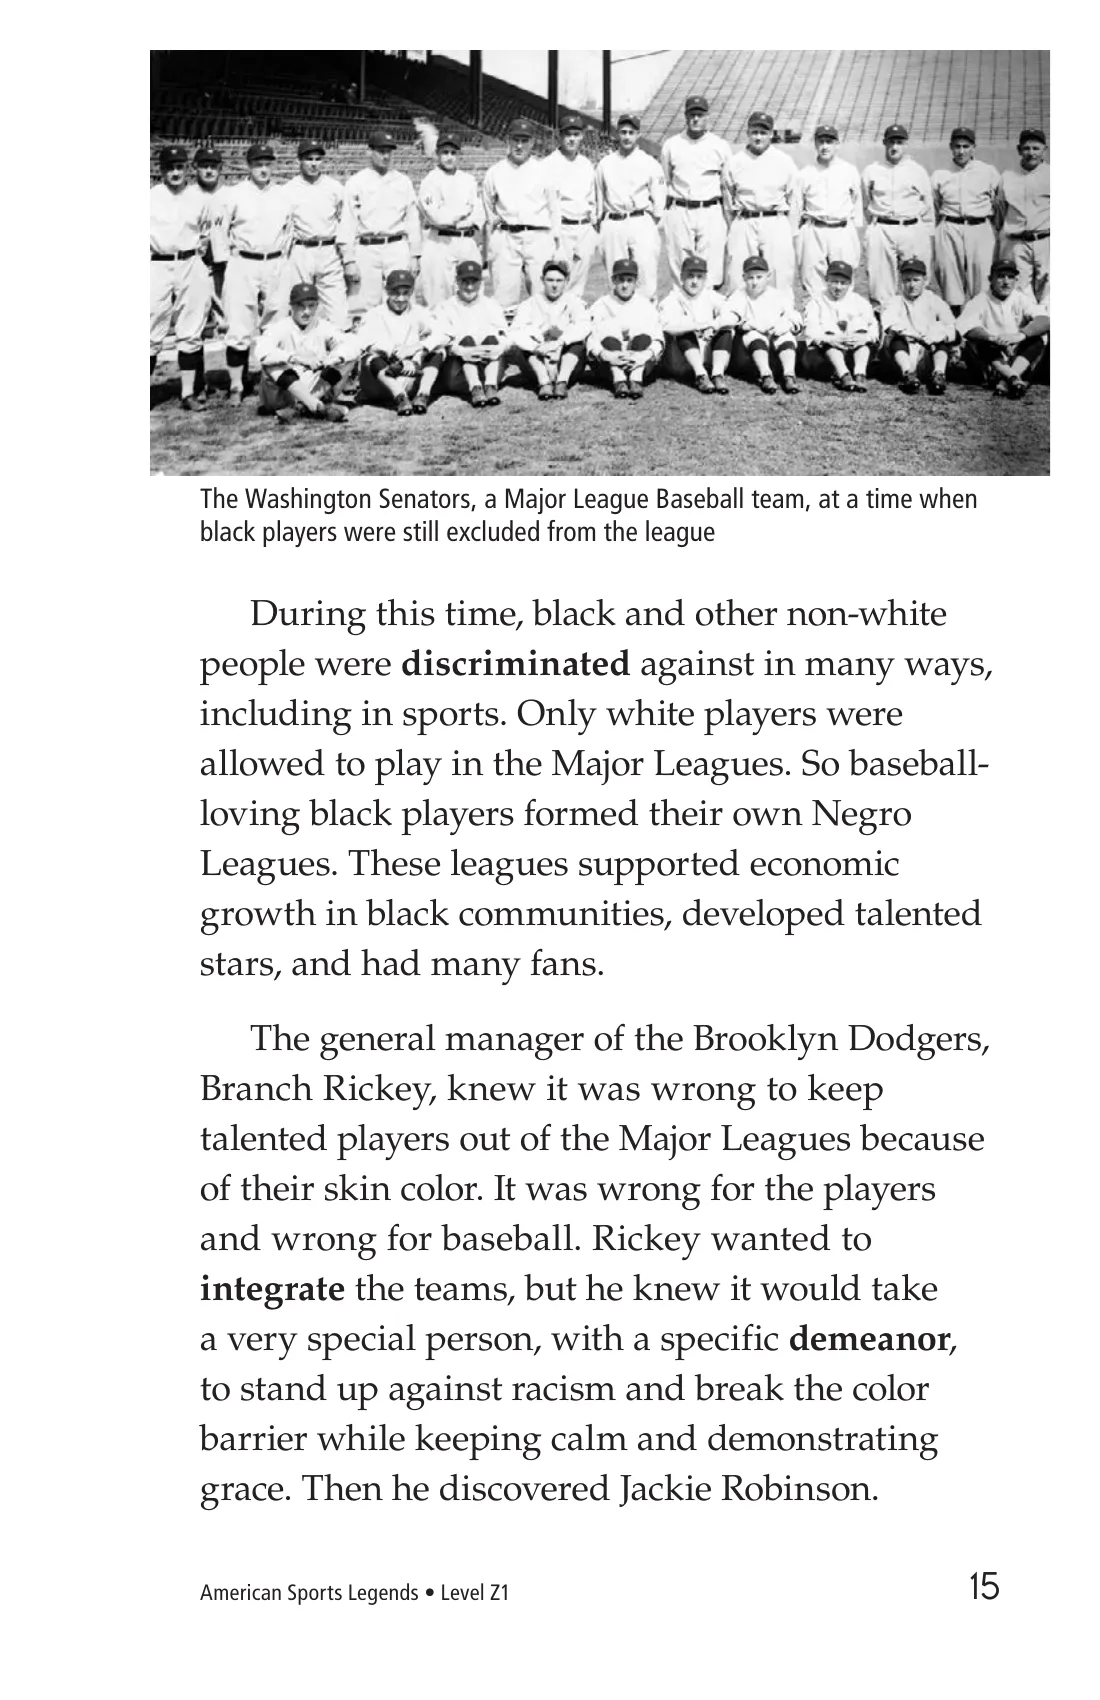 The Washington Senators, a Major League Baseball team, at a time when
black players were still excluded from the league
During this time, black and other non-white
people were discriminated against in many ways,
including in sports. Only white players were
allowed to play in the Major Leagues. So baseball-
loving black players formed their own Negro
Leagues. These leagues supported economic
growth in black communities, developed talented
stars, and had many fans.
The general manager of the Brooklyn Dodgers,
Branch Rickey, knew it was wrong to keep
talented players out of the Major Leagues because
of their skin color. It was wrong for the players
and wrong for baseball. Rickey wanted to
integrate the teams, but he knew it would take
a very special person, with a specific demeanor,
to stand up against racism and break the color
barrier while keeping calm and demonstrating
grace. Then he discovered Jackie Robinson.
American Sports Legends • Level Z1
15